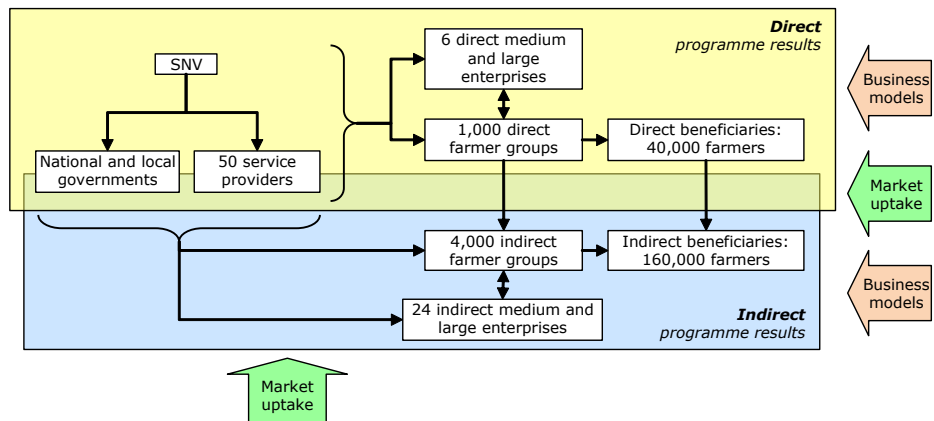 Direct
programme results
6 direct medium
and large
enterprises
SNV
Business
models
1,000 direct
farmer groups
Direct beneficiaries:
40,000 farmers
National and local
governments
50 service
providers
Market
uptake
4,000 indirect
farmer groups
Indirect beneficiaries:
160,000 farmers
Business
models
24 indirect medium and
large enterprises
Indirect
programme results
Market
uptake